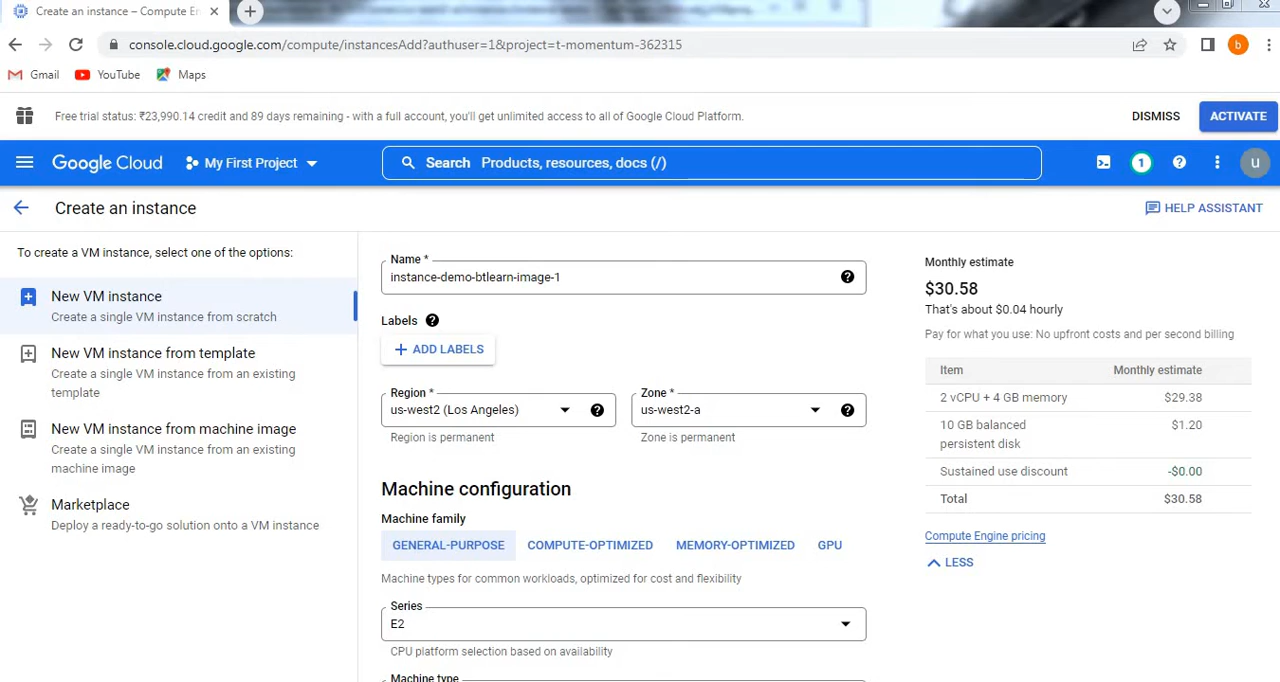 Create an instance – Compute En
console.cloud.google.com/compute/instancesAdd?authuser=1&project=t-momentum-362315
b
Gmail YouTube Maps
Free trial status: ₹23,990.14 credit and 89 days remaining - with a full account, you'll get unlimited access to all of Google Cloud Platform.
DISMISS
ACTIVATE
Google Cloud
My First Project
Search Products, resources, docs (/)
1
u
Create an instance
HELP ASSISTANT
To create a VM instance, select one of the options:
New VM instance
Create a single VM instance from scratch
New VM instance from template
Create a single VM instance from an existing
template
New VM instance from machine image
Create a single VM instance from an existing
machine image
Marketplace
Deploy a ready-to-go solution onto a VM instance
Name *
instance-demo-btlearn-image-1
Labels
ADD LABELS
Region *
us-west2 (Los Angeles)
Region is permanent
Zone *
us-west2-a
Zone is permanent
Machine configuration
Machine family
GENERAL-PURPOSE COMPUTE-OPTIMIZED MEMORY-OPTIMIZED GPU
Machine types for common workloads, optimized for cost and flexibility
Series
E2
CPU platform selection based on availability
Machine type
Monthly estimate
$30.58
That's about $0.04 hourly
Pay for what you use: No upfront costs and per second billing
Item Monthly estimate
2 vCPU + 4 GB memory $29.38
10 GB balanced $1.20
persistent disk
Sustained use discount -$0.00
Total $30.58
Compute Engine pricing
LESS